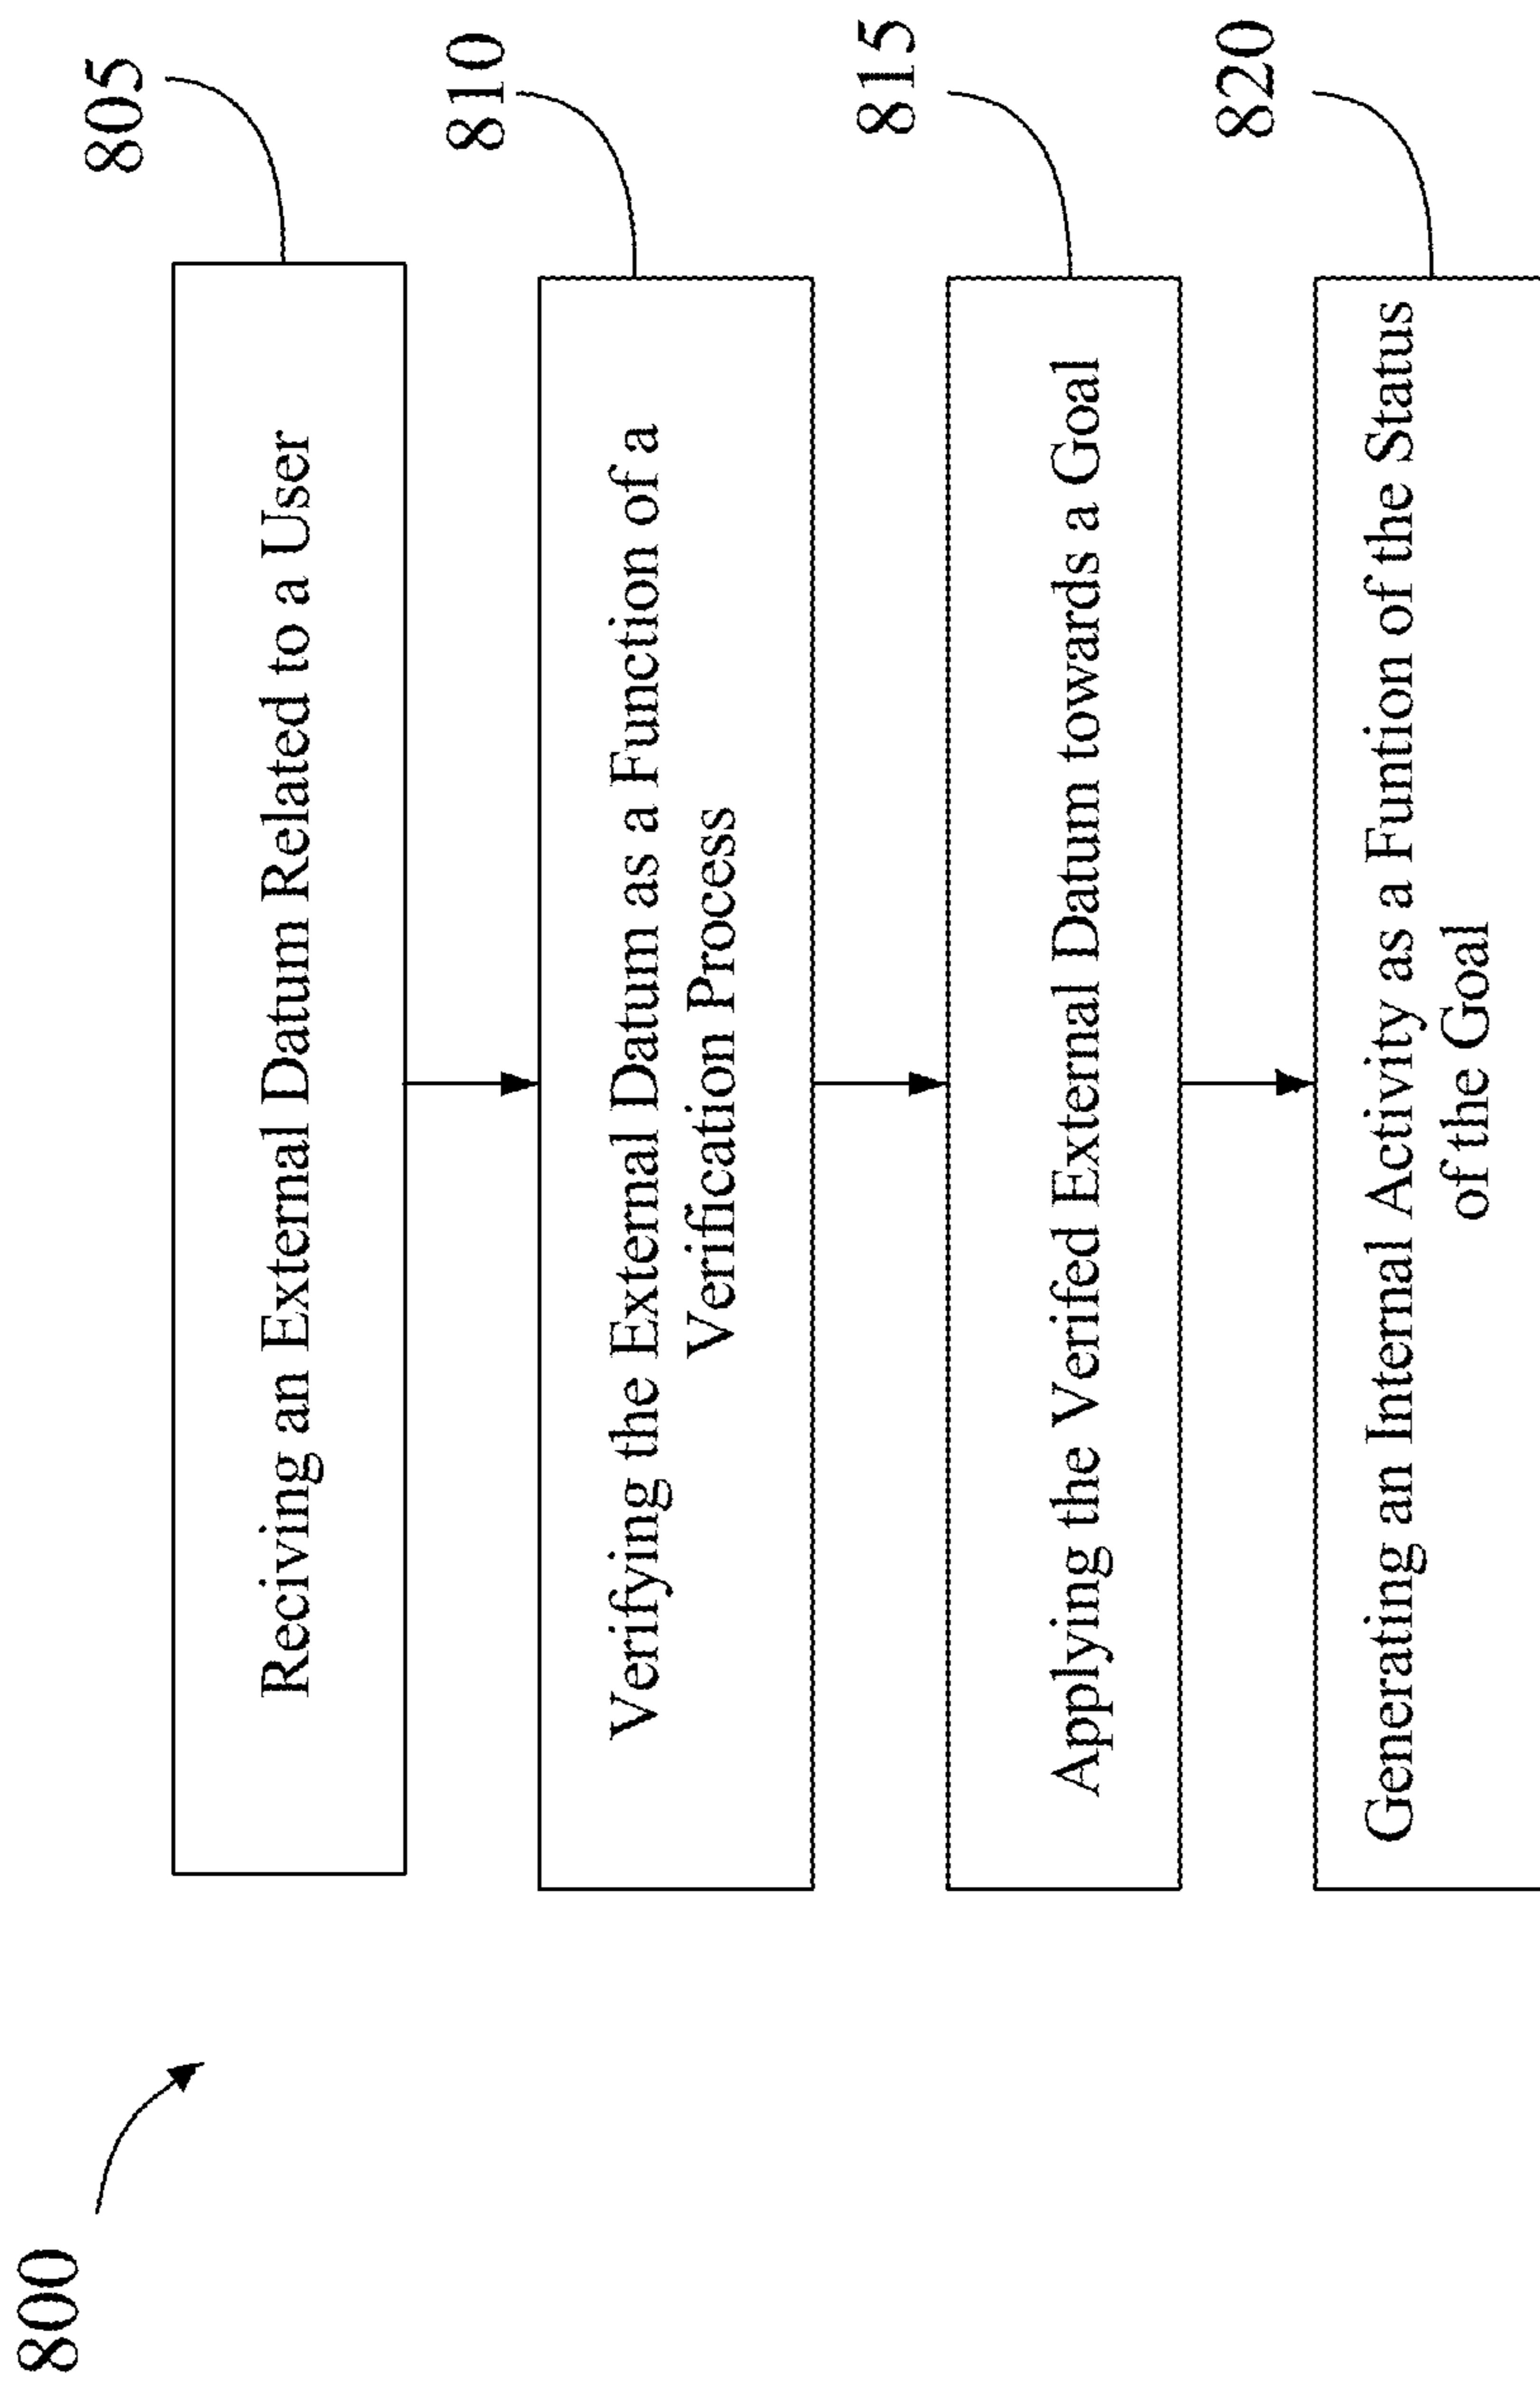 800
805
Reciving an External Datum Related to a User
810
Verifying the External Datum as a Function of a
Verification Process
815
Applying the Verifed External Datum towards a Goal
820
Generating an Internal Activity as a Funtion of the Status
of the Goal